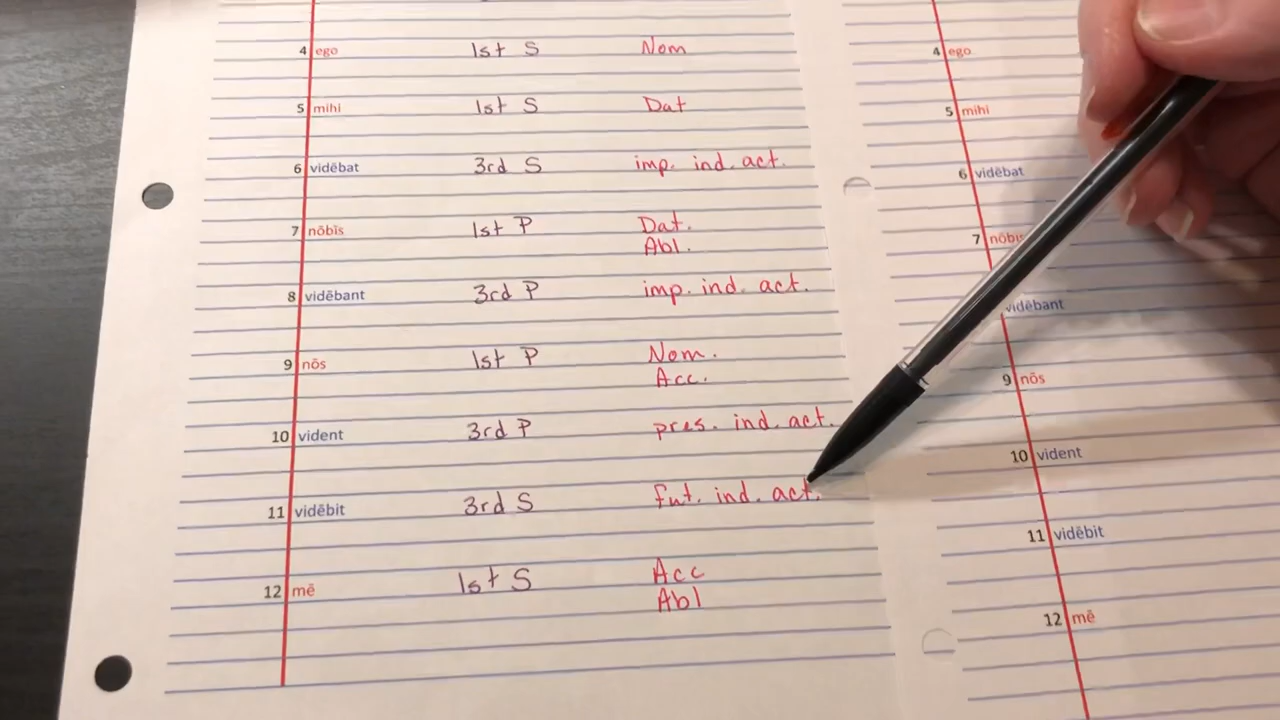 4 ego 1st S Nom
5 mihi 1st S Dat
6 vidēbat 3rd S imp. ind. act.
7 nōbīs 1st P Dat.
Abl.
8 vidēbant 3rd P imp. ind. act.
9 nōs 1st P Nom.
Acc.
10 vident 3rd P pres. ind. act.
11 vidēbit 3rd S fut. ind. act.
12 mē 1st S Acc
Abl
4 ego
5 mihi
6 vidēbat
7 nōbīs
vidēbant
9 nōs
10 vident
11 vidēbit
12 mē